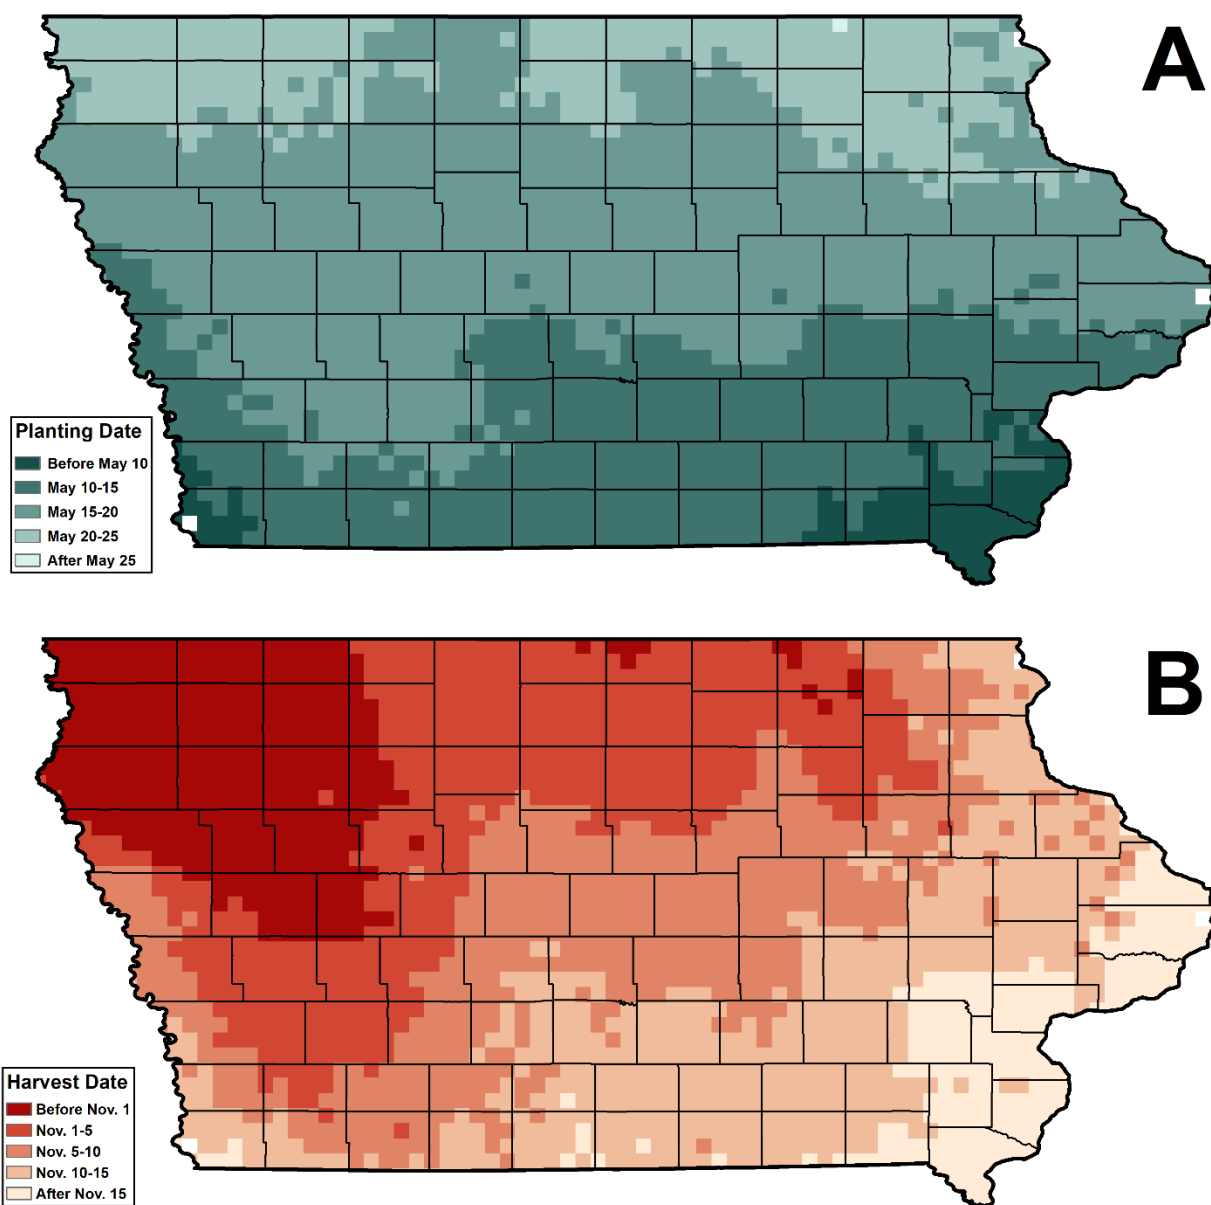 A
Planting Date
Before May 10
May 10-15
May 15-20
May 20-25
After May 25
B
Harvest Date
Before Nov. 1
Nov. 1-5
Nov. 5-10
Nov. 10-15
After Nov. 15